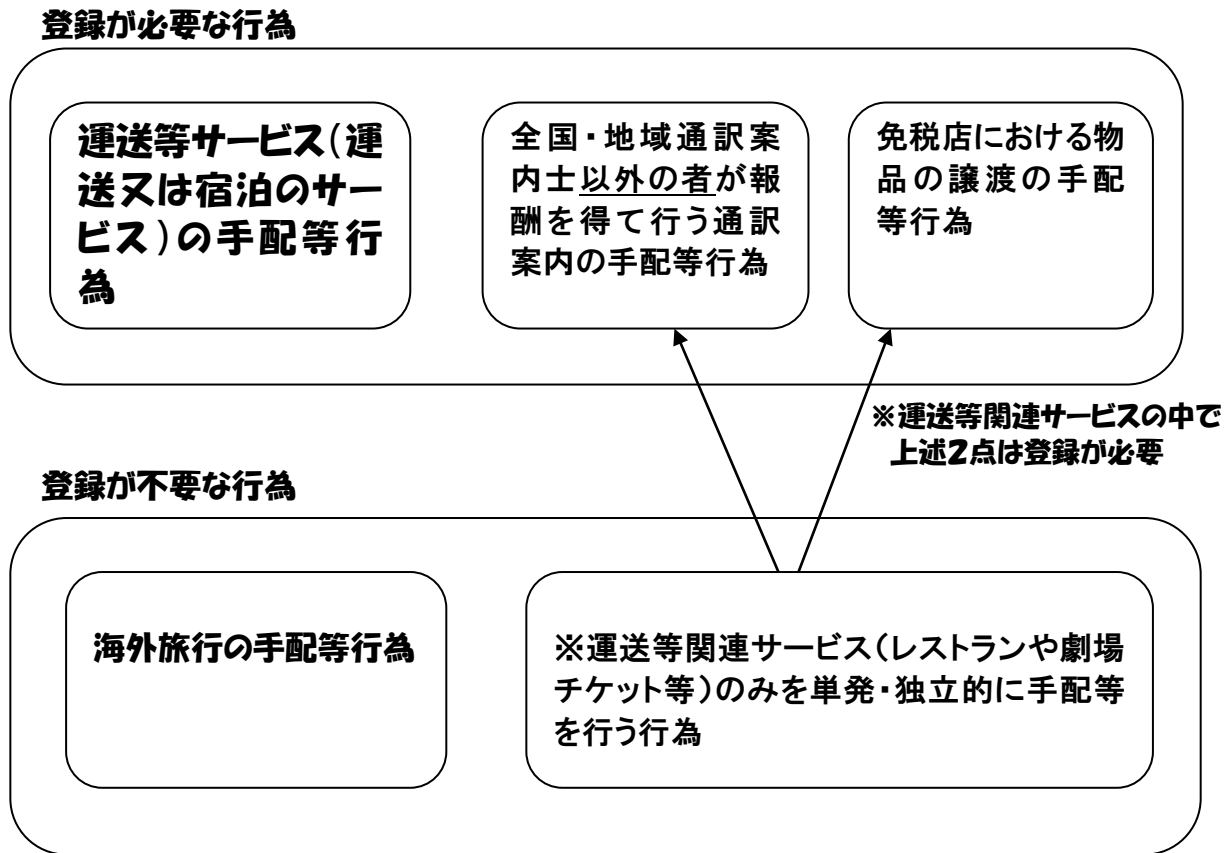 登録が必要な行為
運送等サービス(運
送又は宿泊のサー
ビス)の手配等行
為
全国・地域通訳案
内士以外の者が報
酬を得て行う通訳
案内の手配等行為
免税店における物
品の譲渡の手配
等行為
※運送等関連サービスの中で
上述2点は登録が必要
登録が不要な行為
海外旅行の手配等行為
※運送等関連サービス(レストランや劇場
チケット等)のみを単発・独立的に手配等
を行う行為